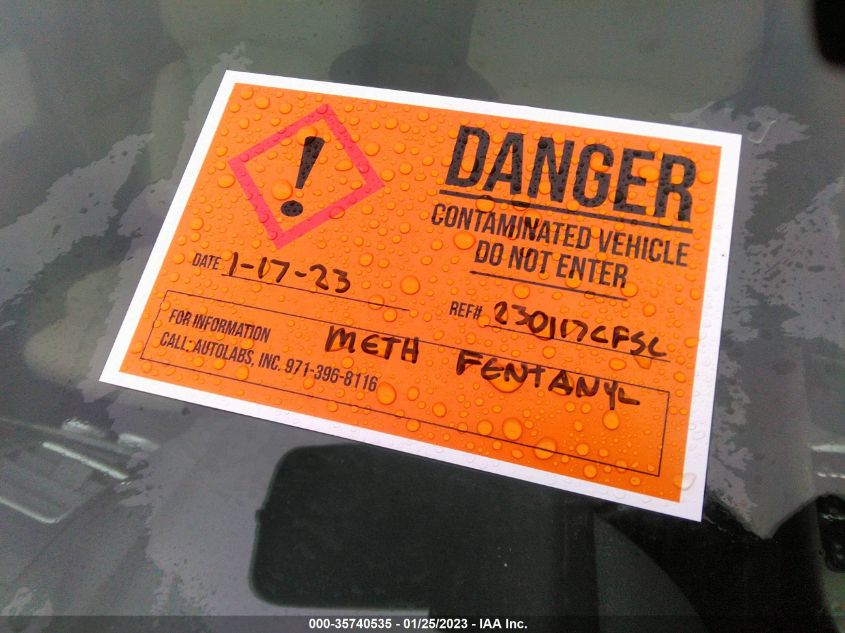 DANGER
CONTAMINATED VEHICLE
DO NOT ENTER
DATE 1-17-23
REF# 230117CFSC
FOR INFORMATION
CALL: AUTOLABS, INC. 971-396-8116
METH FENTANYL
000-35740535 - 01/25/2023 - IAA Inc.